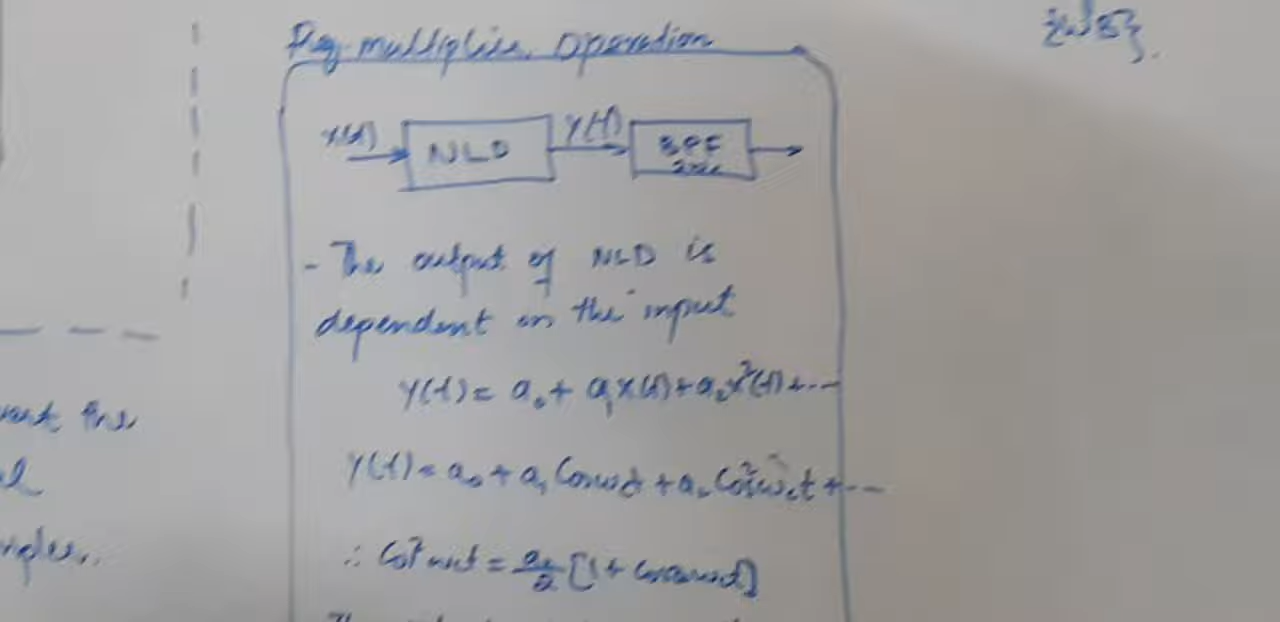 Freq multiplier Operation
x(t) NLD y(t) BPF
- The output of NLD is
dependent on the input
y(t) = a₀ + a₁x(t) + a₂x²(t) + ---
y(t) = a₀ + a₁ Cosωct + a₂ Cos²ωct + ---
∴ Cos²ωct = a₂/2 [1 + cos2ωct]